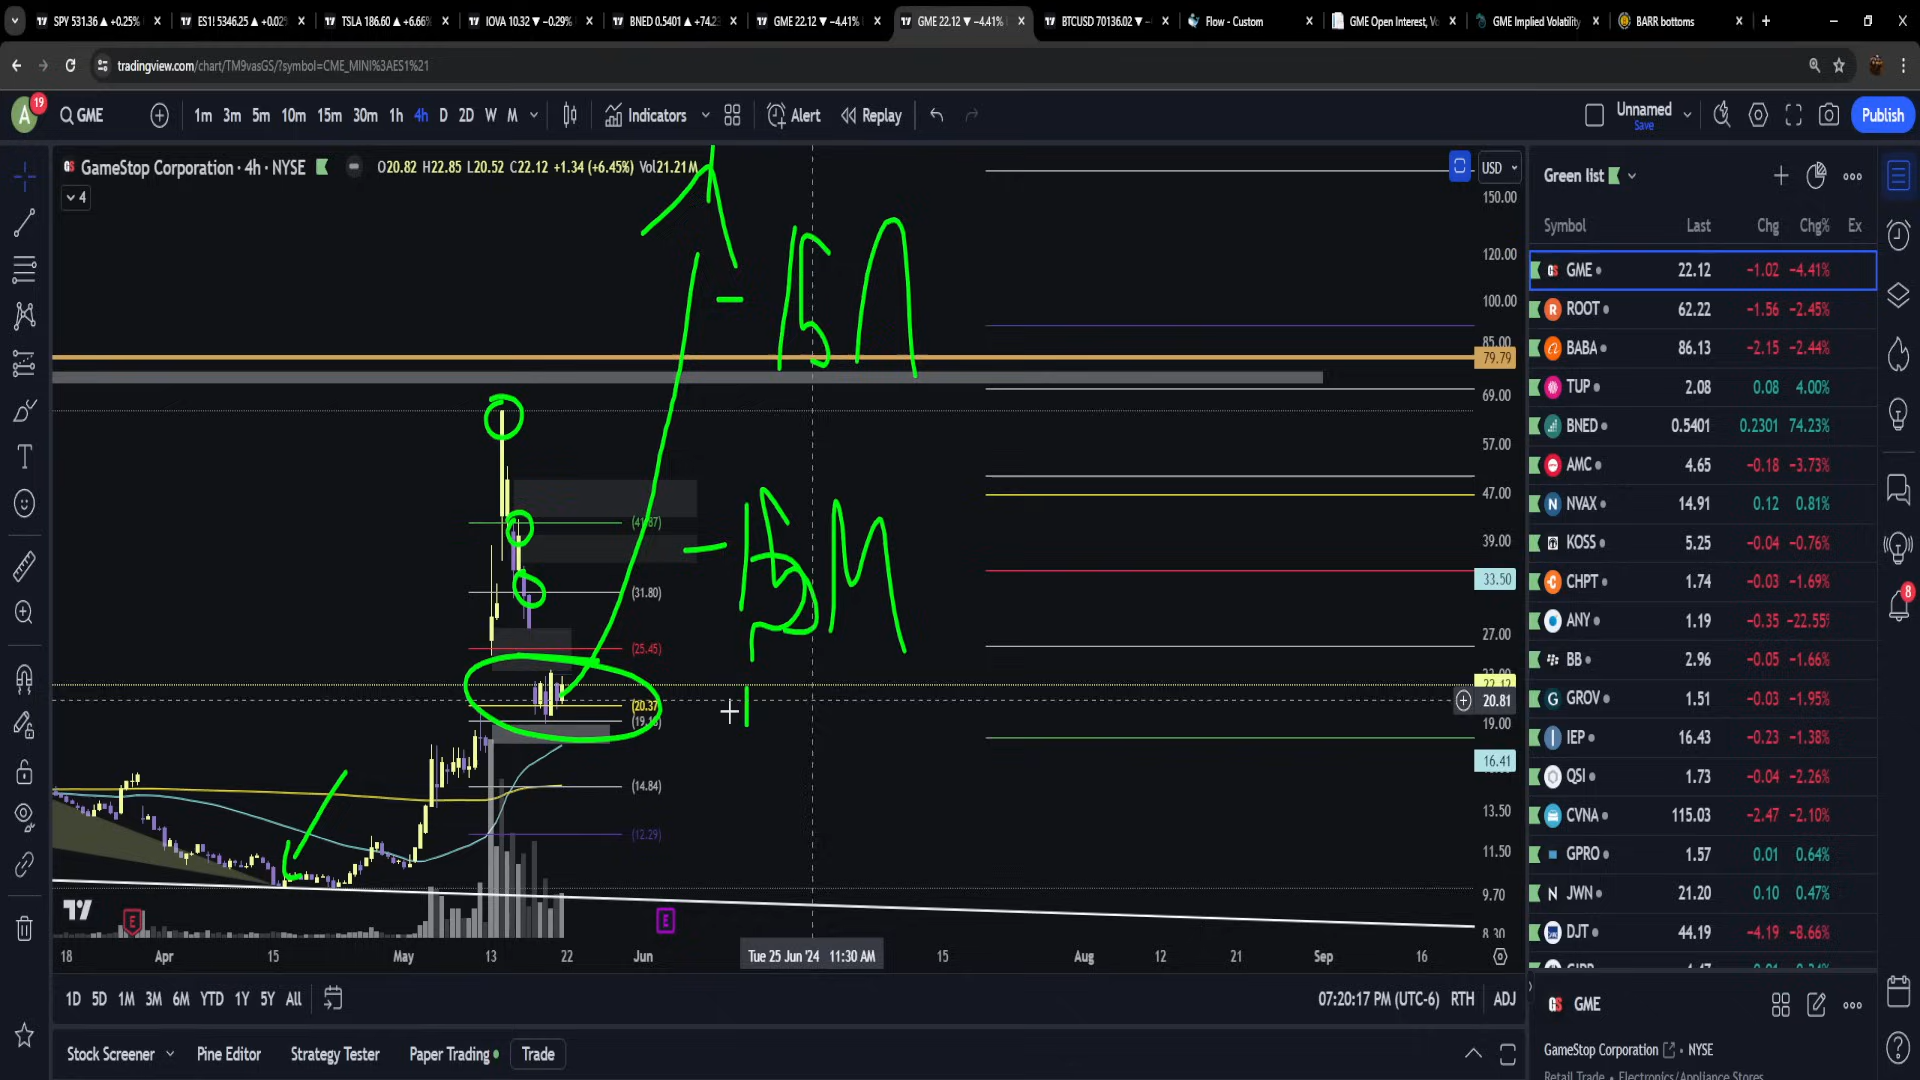 SPY 531.36 ▲ +0.25%
ES1! 5346.25 ▲ +0.02%
TSLA 186.60 ▲ +6.66%
IOVA 10.32 ▼ −0.29%
BNED 0.5401 ▲ +74.23
GME 22.12 ▼ −4.41%
GME 22.12 ▼ −4.41%
BTCUSD 70136.02 ▼ −
Flow - Custom
GME Open Interest, Vo
GME Implied Volatility
BARR bottoms
tradingview.com/chart/TM9vasGS/?symbol=CME_MINI%3AES1%21
A 19
GME
1m 3m 5m 10m 15m 30m 1h 4h D 2D W M
Indicators
Alert
Replay
Unnamed
Save
Publish
GameStop Corporation · 4h · NYSE
O20.82 H22.85 L20.52 C22.12 +1.34 (+6.45%) Vol21.21M
4
USD
150.00
120.00
100.00
85.00
79.79
69.00
57.00
47.00
39.00
33.50
27.00
22.12
20.81
19.00
16.41
13.50
11.50
9.70
8.30
(41.87)
(31.80)
(25.45)
(20.37
(14.84)
(12.29)
- 15M
E
E
18 Apr 15 May 13 22 Jun Tue 25 Jun '24 11:30 AM 15 Aug 12 21 Sep 16
1D 5D 1M 3M 6M YTD 1Y 5Y All
07:20:17 PM (UTC-6) RTH ADJ
Stock Screener
Pine Editor
Strategy Tester
Paper Trading
Trade
Green list
Symbol Last Chg Chg% Ex
GME 22.12 −1.02 −4.41%
ROOT 62.22 −1.56 −2.45%
BABA 86.13 −2.15 −2.44%
TUP 2.08 0.08 4.00%
BNED 0.5401 0.2301 74.23%
AMC 4.65 −0.18 −3.73%
NVAX 14.91 0.12 0.81%
KOSS 5.25 −0.04 −0.76%
CHPT 1.74 −0.03 −1.69%
ANY 1.19 −0.35 −22.55%
BB 2.96 −0.05 −1.66%
GROV 1.51 −0.03 −1.95%
IEP 16.43 −0.23 −1.38%
QSI 1.73 −0.04 −2.26%
CVNA 115.03 −2.47 −2.10%
GPRO 1.57 0.01 0.64%
JWN 21.20 0.10 0.47%
DJT 44.19 −4.19 −8.66%
8
GME
GameStop Corporation · NYSE
Retail Trade · Electronics/Appliance Stores